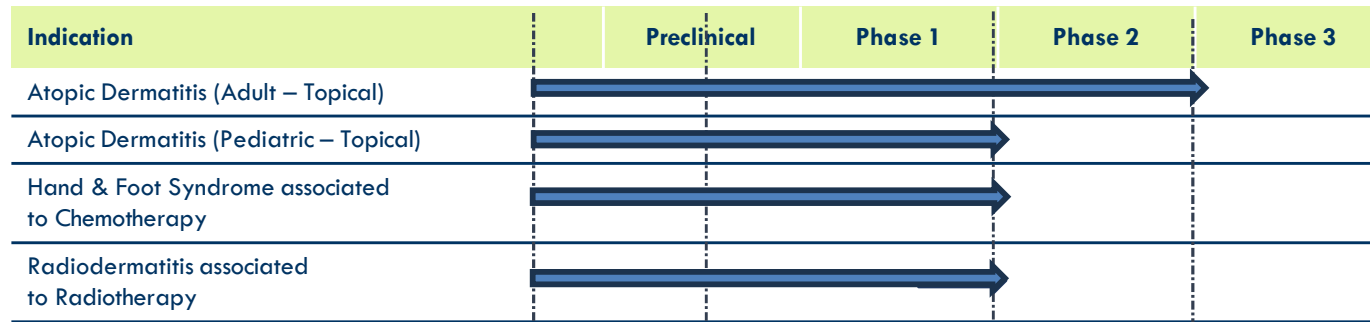 Indication Preclinical Phase 1 Phase 2 Phase 3
Atopic Dermatitis (Adult – Topical)
Atopic Dermatitis (Pediatric – Topical)
Hand & Foot Syndrome associated
to Chemotherapy
Radiodermatitis associated
to Radiotherapy